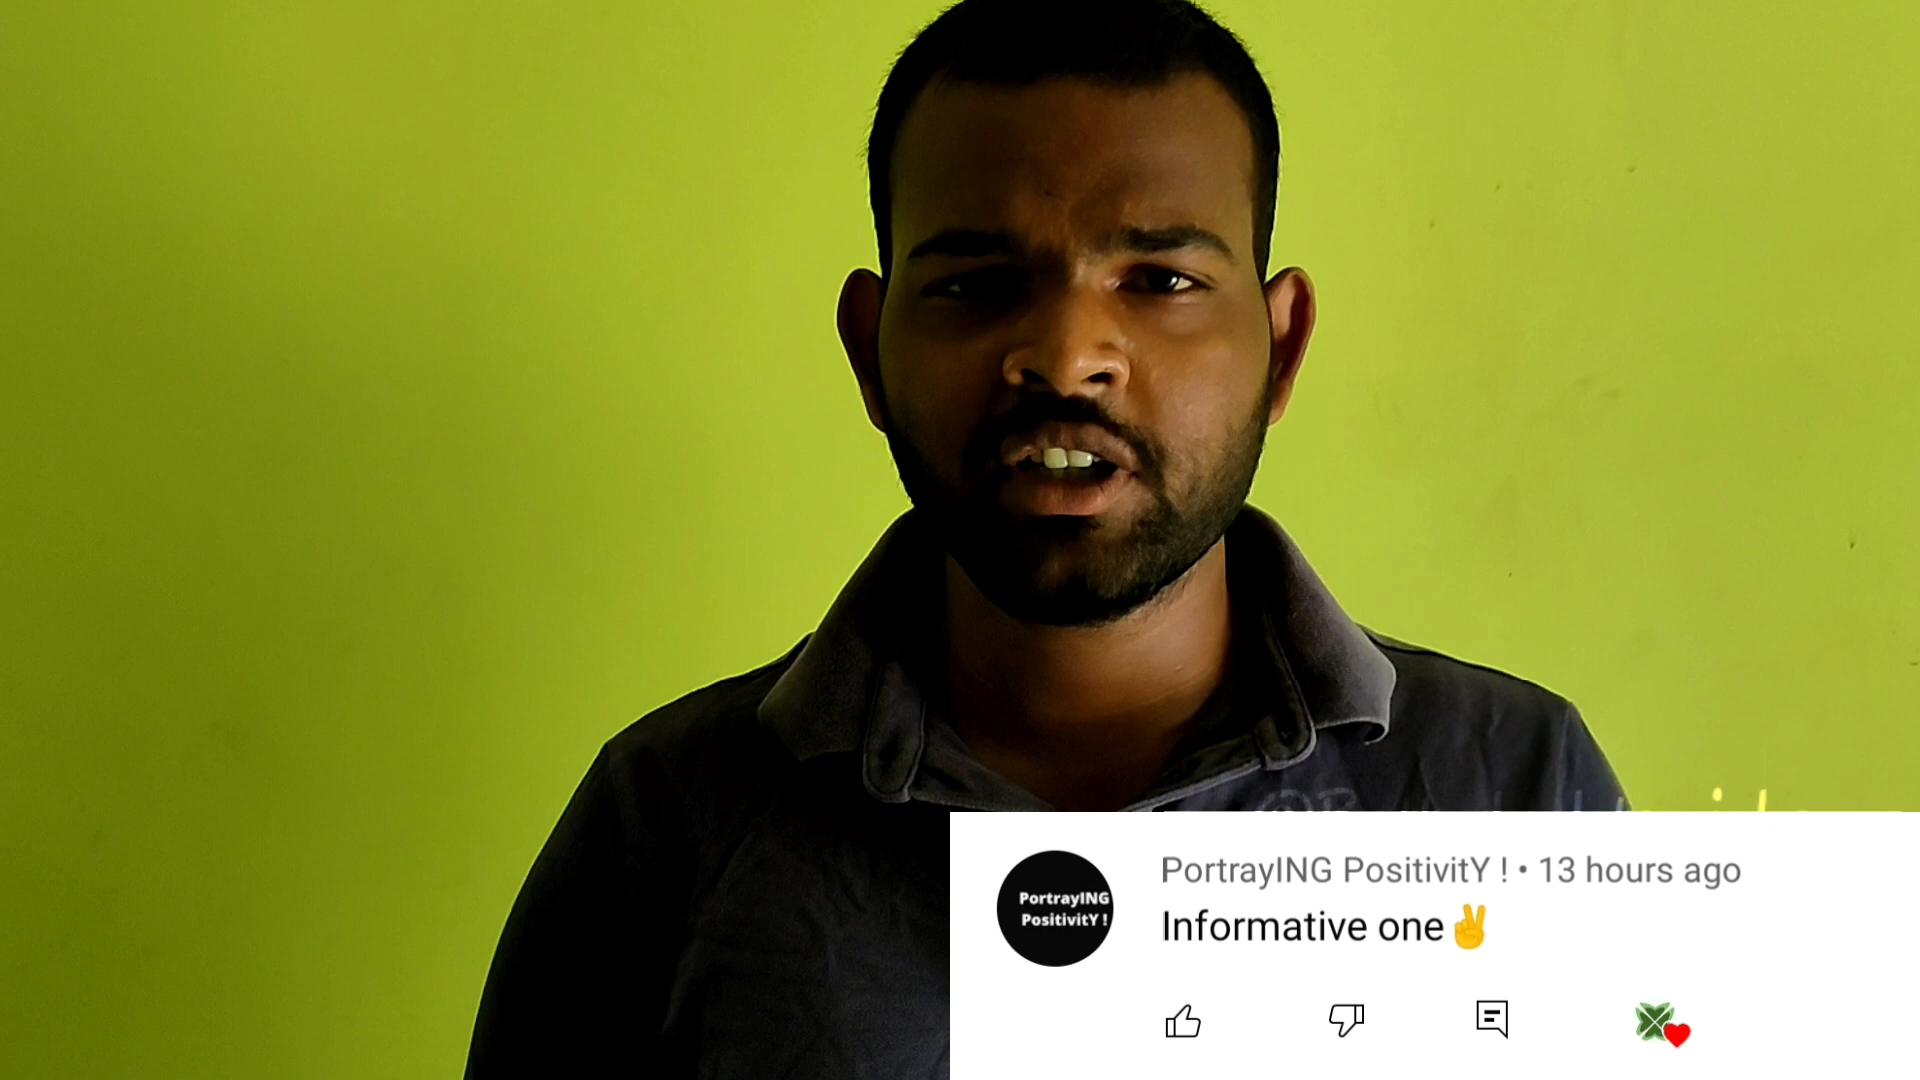 PortrayING PositivitY ! • 13 hours ago
PortrayING
PositivitY !
Informative one✌